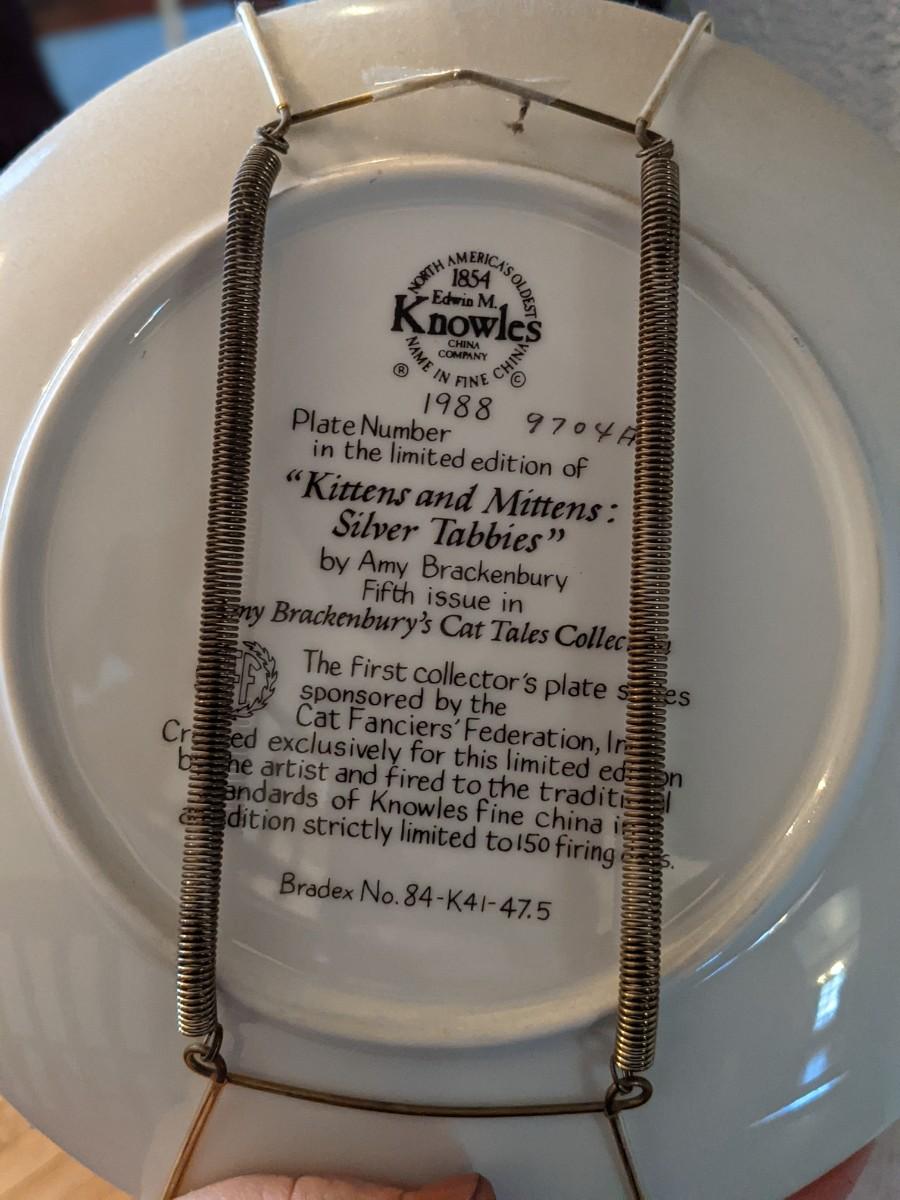 NORTH AMERICA'S OLDEST
1854
Edwin M.
Knowles
CHINA
COMPANY
NAME IN FINE CHINA
® ©
1988 9704A
Plate Number
in the limited edition of
“Kittens and Mittens:
Silver Tabbies”
by Amy Brackenbury
Fifth issue in
Brackenbury's Cat Tales
The first collector's plate
sponsored by the
Cat Fanciers' Federation,
exclusively for this limited
artist and fired to the
of Knowles fine china
strictly limited to 150 firing
Bradex No. 84-K41-47.5